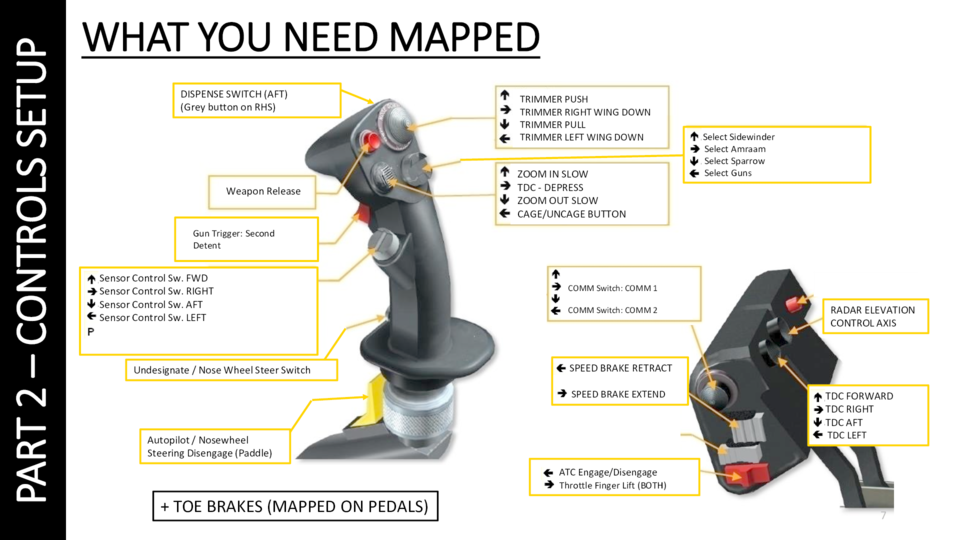 PART 2 – CONTROLS SETUP
WHAT YOU NEED MAPPED
DISPENSE SWITCH (AFT)
(Grey button on RHS)
🡹 TRIMMER PUSH
🡺 TRIMMER RIGHT WING DOWN
🡻 TRIMMER PULL
🡸 TRIMMER LEFT WING DOWN
🡹 Select Sidewinder
🡺 Select Amraam
🡻 Select Sparrow
🡸 Select Guns
🡹 ZOOM IN SLOW
🡺 TDC - DEPRESS
🡻 ZOOM OUT SLOW
🡸 CAGE/UNCAGE BUTTON
Weapon Release
Gun Trigger: Second
Detent
🡹 Sensor Control Sw. FWD
🡺 Sensor Control Sw. RIGHT
🡻 Sensor Control Sw. AFT
🡸 Sensor Control Sw. LEFT
P
🡹
🡺 COMM Switch: COMM 1
🡻
🡸 COMM Switch: COMM 2
RADAR ELEVATION
CONTROL AXIS
Undesignate / Nose Wheel Steer Switch
🡸 SPEED BRAKE RETRACT
🡺 SPEED BRAKE EXTEND
🡹 TDC FORWARD
🡺 TDC RIGHT
🡻 TDC AFT
🡸 TDC LEFT
Autopilot / Nosewheel
Steering Disengage (Paddle)
🡸 ATC Engage/Disengage
🡺 Throttle Finger Lift (BOTH)
+ TOE BRAKES (MAPPED ON PEDALS)
7